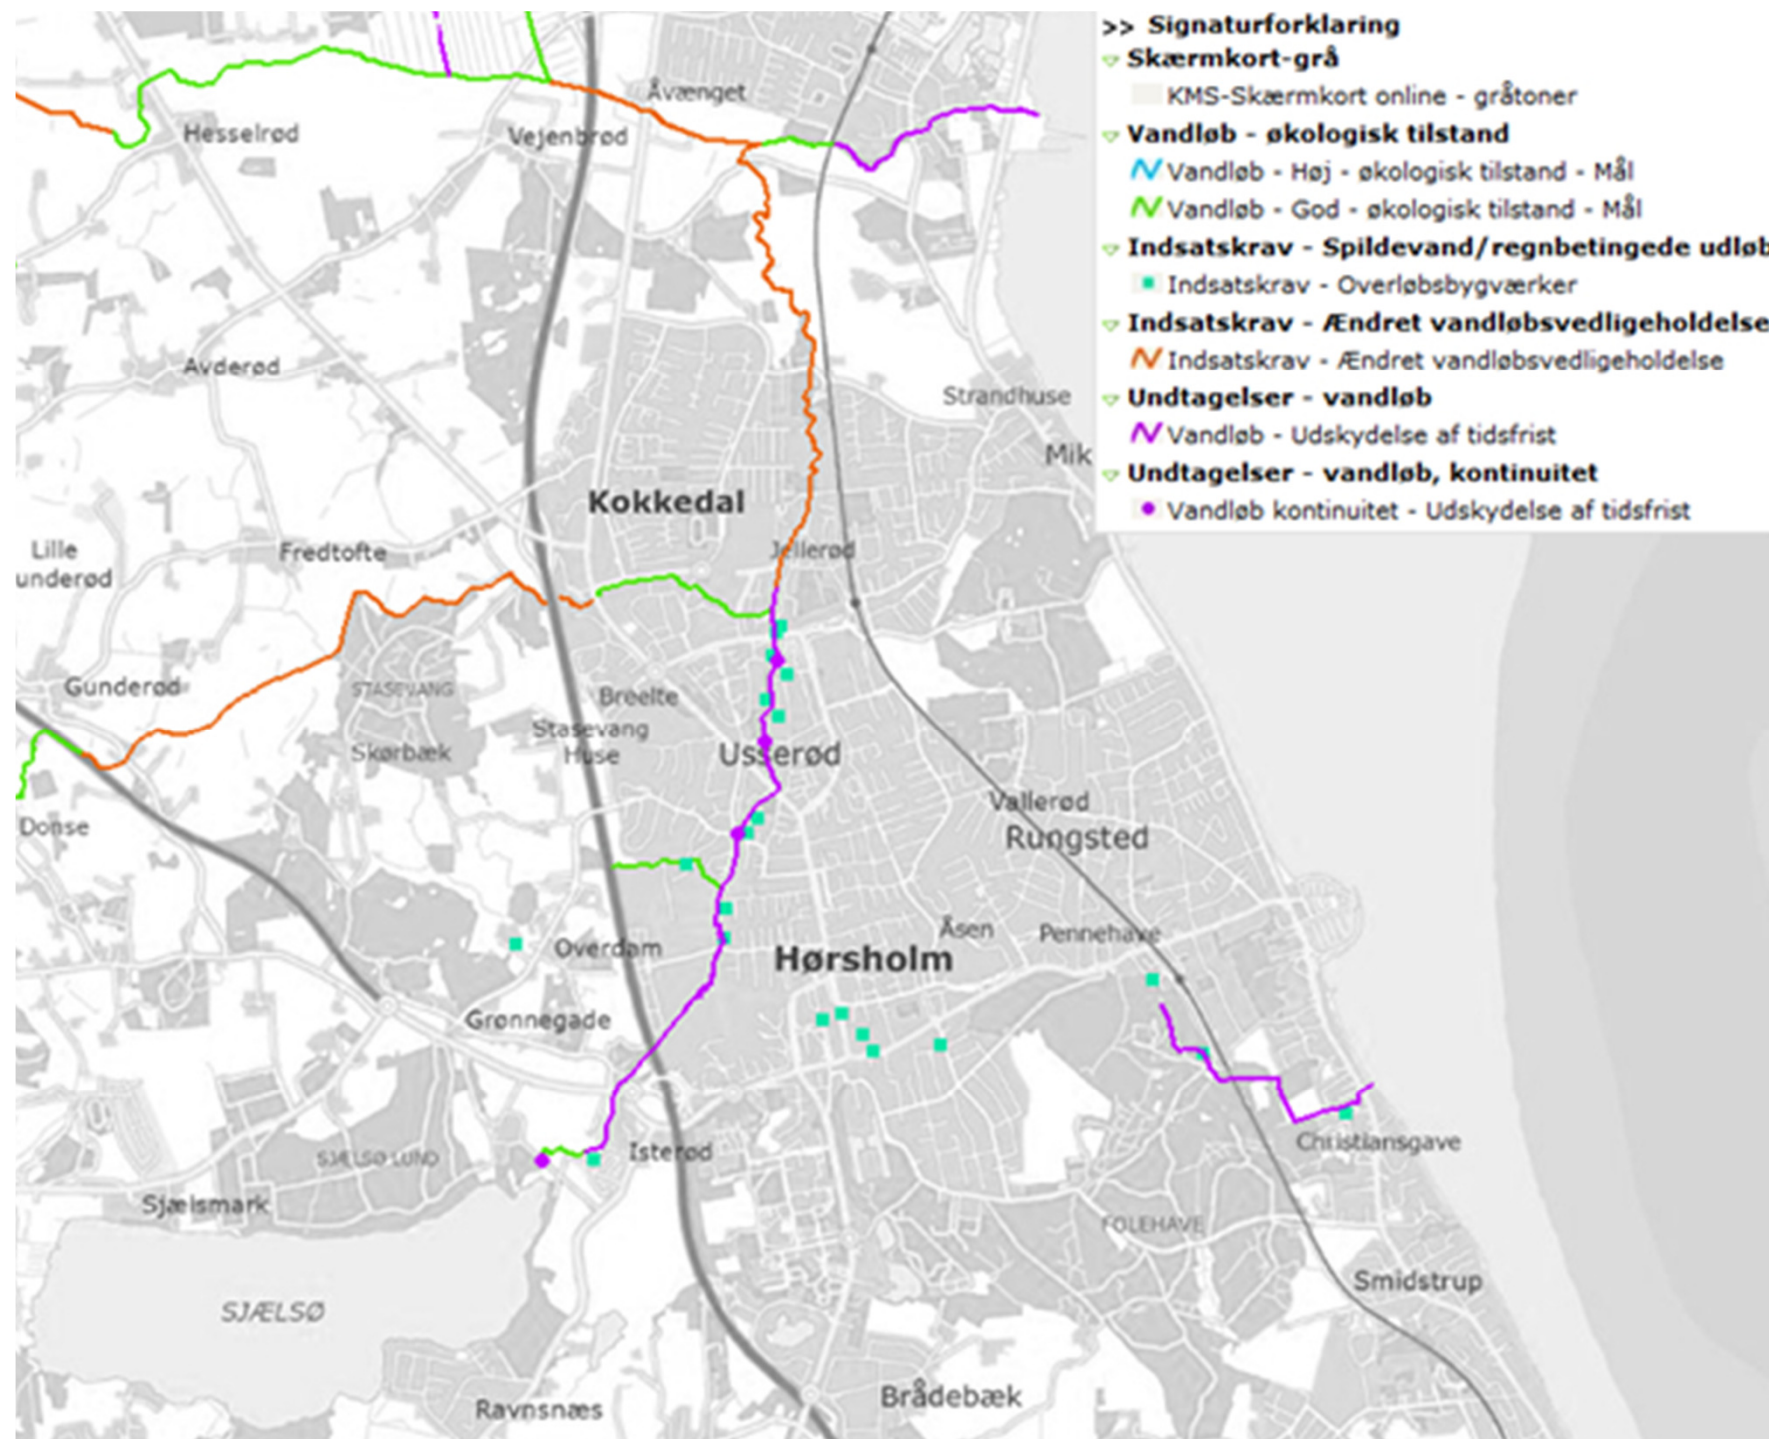 >> Signaturforklaring
Skærmkort-grå
KMS-Skærmkort online - gråtoner
Vandløb - økologisk tilstand
Vandløb - Høj - økologisk tilstand - Mål
Vandløb - God - økologisk tilstand - Mål
Indsatskrav - Spildevand/regnbetingede udløb
Indsatskrav - Overløbsbygværker
Indsatskrav - Ændret vandløbsvedligeholdelse
Indsatskrav - Ændret vandløbsvedligeholdelse
Undtagelser - vandløb
Vandløb - Udskydelse af tidsfrist
Undtagelser - vandløb, kontinuitet
Vandløb kontinuitet - Udskydelse af tidsfrist
Åvænget
Hesselrød
Vejenbrød
Avderød
Strandhuse
Mik
Kokkedal
Lille
underød
Fredtofte
Jellerød
Gunderød
STASEVANG
Breelte
Stasevang
Huse
Skørbæk
Usserød
Vallerød
Rungsted
Donse
Overdam
Hørsholm
Åsen
Pennehave
Grønnegade
Isterød
Christiansgave
SJÆLSØ LUND
Sjælsmark
FOLEHAVE
Smidstrup
SJÆLSØ
Ravnsnæs
Brådebæk